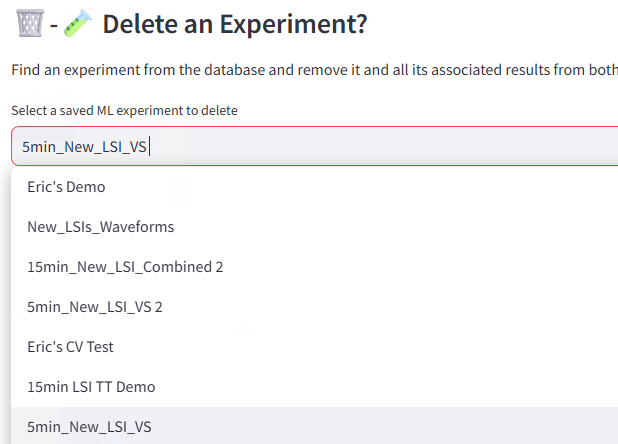 🗑️ - 🧪 Delete an Experiment?
Find an experiment from the database and remove it and all its associated results from both
Select a saved ML experiment to delete
5min_New_LSI_VS
Eric's Demo
New_LSIs_Waveforms
15min_New_LSI_Combined 2
5min_New_LSI_VS 2
Eric's CV Test
15min LSI TT Demo
5min_New_LSI_VS